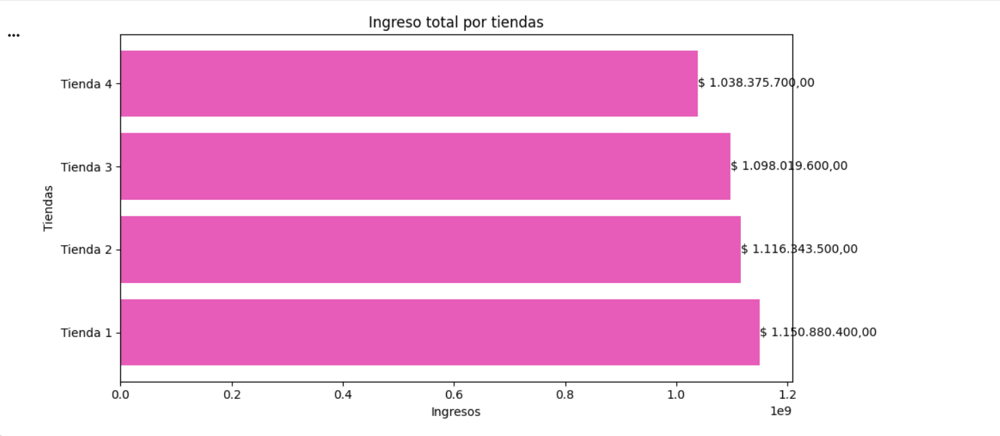 Ingreso total por tiendas
...
Tienda 4
$ 1.038.375.700,00
Tienda 3
$ 1.098.019.600,00
Tiendas
Tienda 2
$ 1.116.343.500,00
Tienda 1
$ 1.150.880.400,00
0.0 0.2 0.4 0.6 0.8 1.0 1.2
Ingresos
1e9